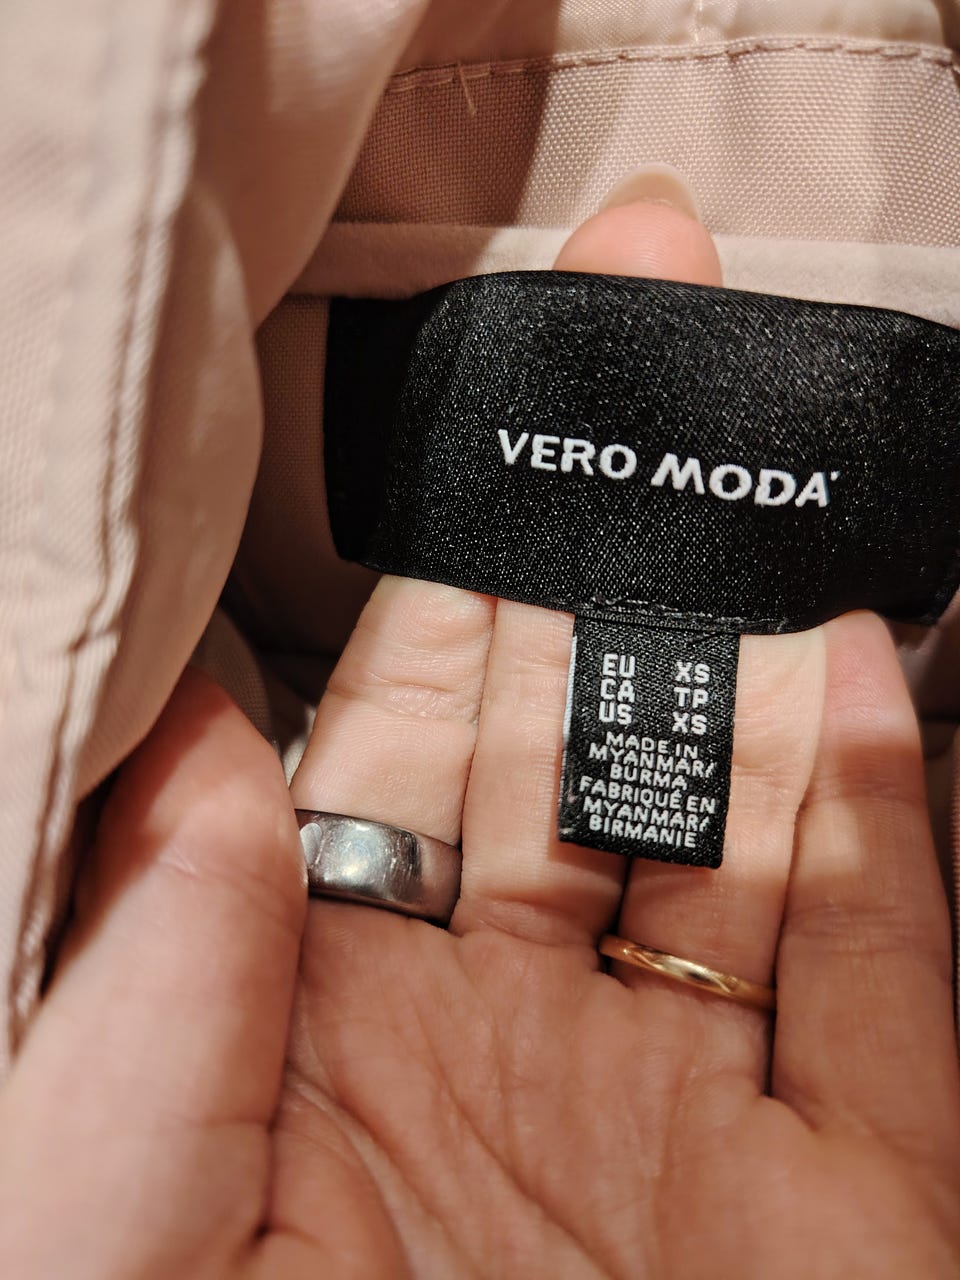 VERO MODA
EU XS
CA TP
US XS
MADE IN
MYANMAR/
BURMA
FABRIQUÉ EN
MYANMAR/
BIRMANIE